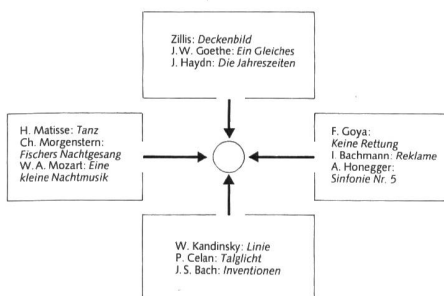 Zillis: Deckenbild
J.W. Goethe: Ein Gleiches
J. Haydn: Die Jahreszeiten
H. Matisse: Tanz
Ch. Morgenstern:
Fischers Nachtgesang
W. A. Mozart: Eine
kleine Nachtmusik
F. Goya:
Keine Rettung
I. Bachmann: Reklame
A. Honegger:
Sinfonie Nr. 5
W. Kandinsky: Linie
P. Celan: Talglicht
J. S. Bach: Inventionen